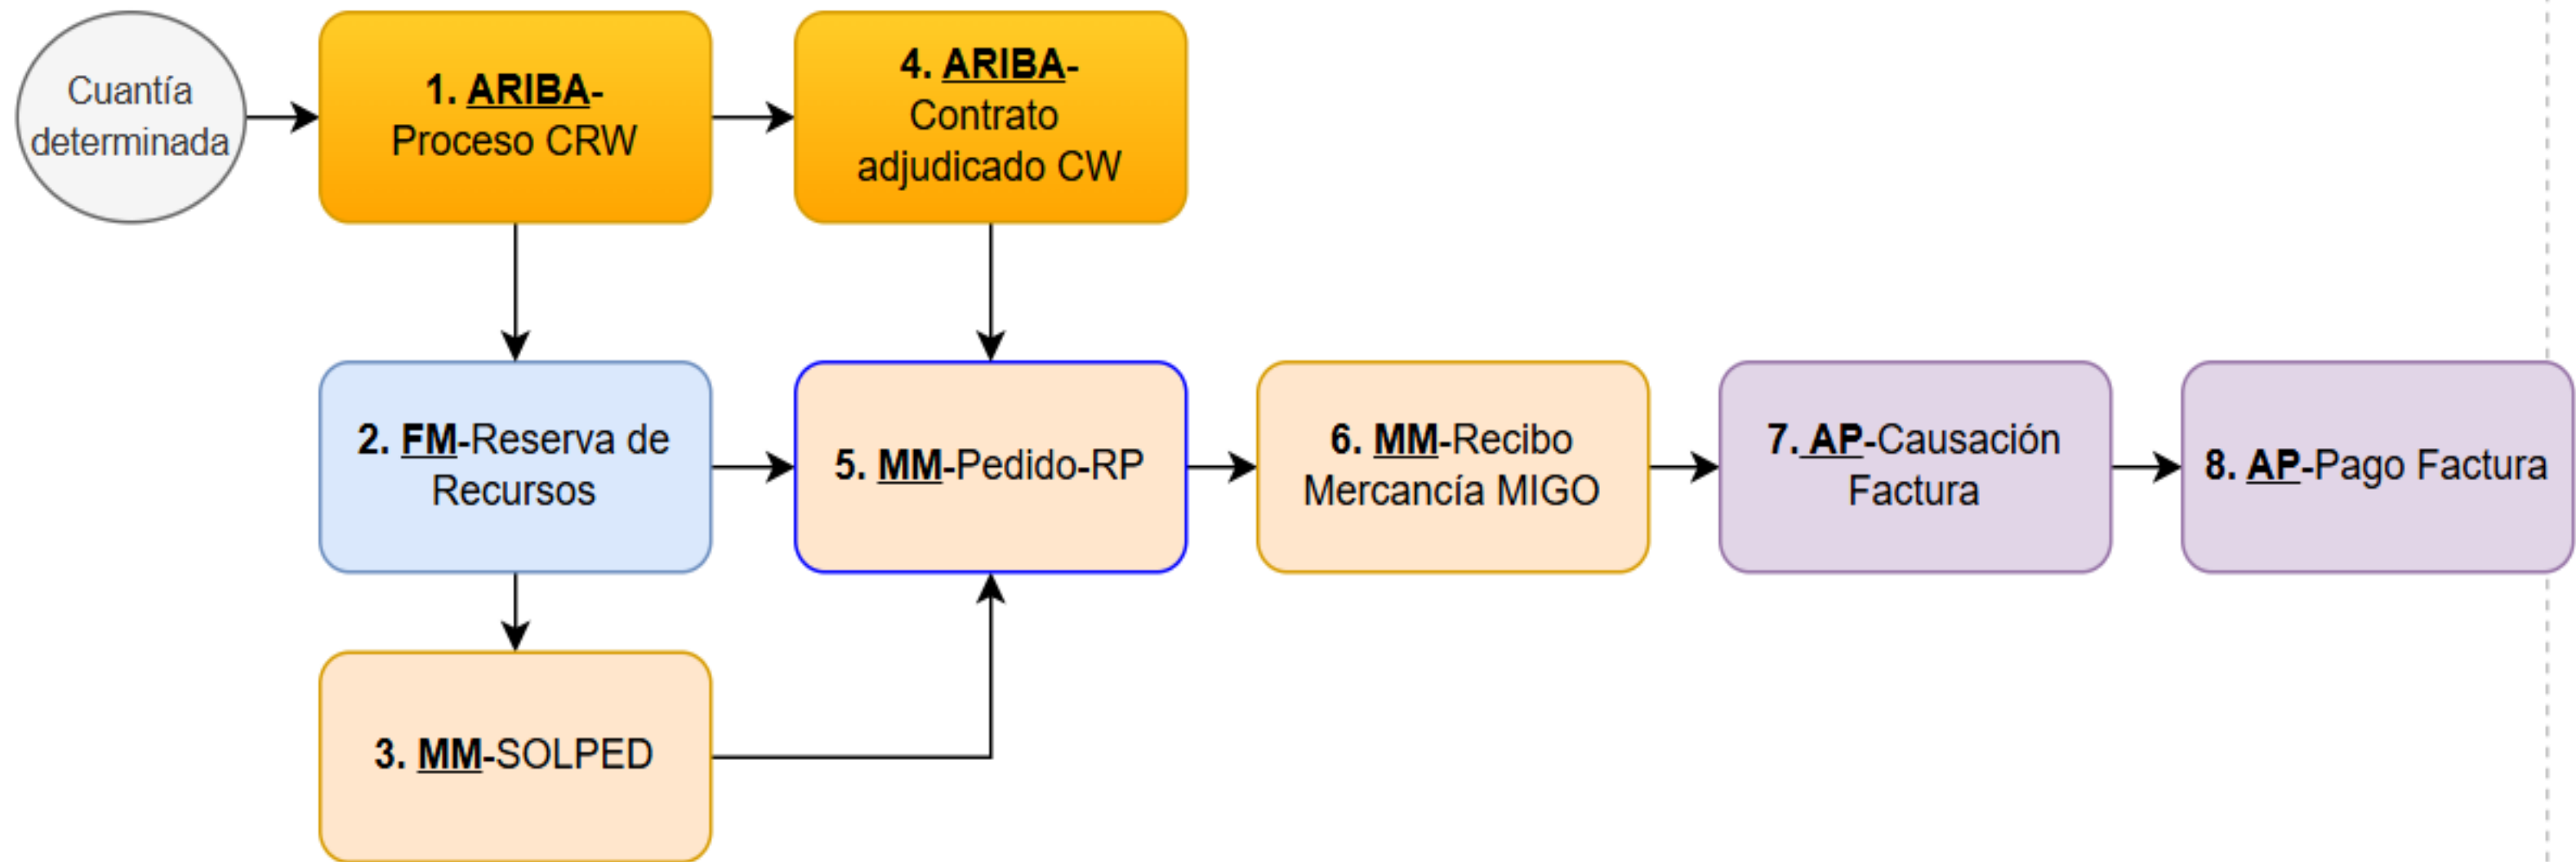 Cuantía
determinada
1. ARIBA-
Proceso CRW
4. ARIBA-
Contrato
adjudicado CW
2. FM-Reserva de
Recursos
5. MM-Pedido-RP
6. MM-Recibo
Mercancía MIGO
7. AP-Causación
Factura
8. AP-Pago Factura
3. MM-SOLPED